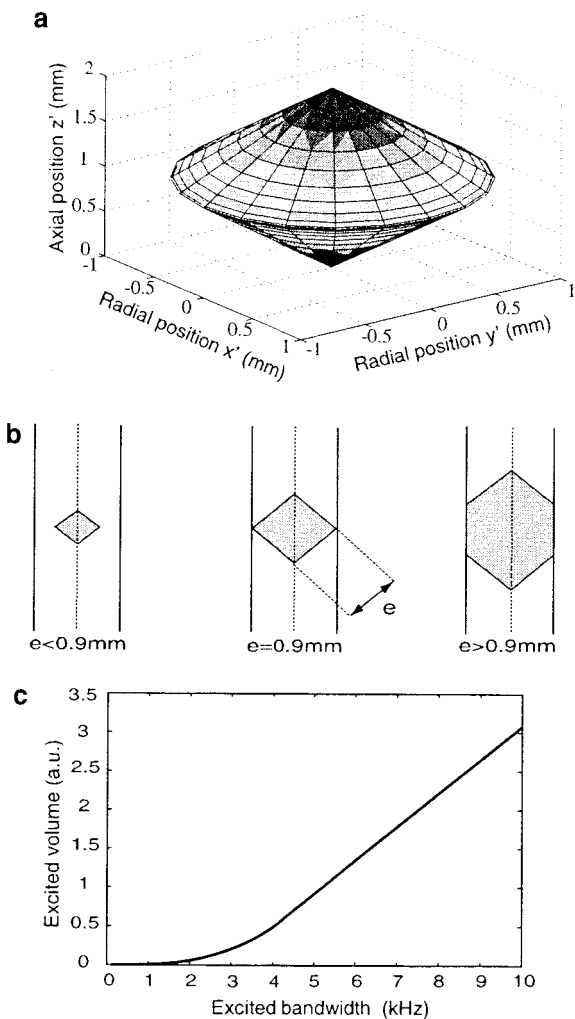 a
2
1.5
1
0.5
0
Axial position z' (mm)
-1
-0.5
0
0.5
1
Radial position x' (mm)
-1
-0.5
0
0.5
1
Radial position y' (mm)
b
e
e<0.9mm
e=0.9mm
e>0.9mm
c
3.5
3
2.5
2
1.5
1
0.5
0
Excited volume (a.u.)
0 1 2 3 4 5 6 7 8 9 10
Excited bandwidth (kHz)